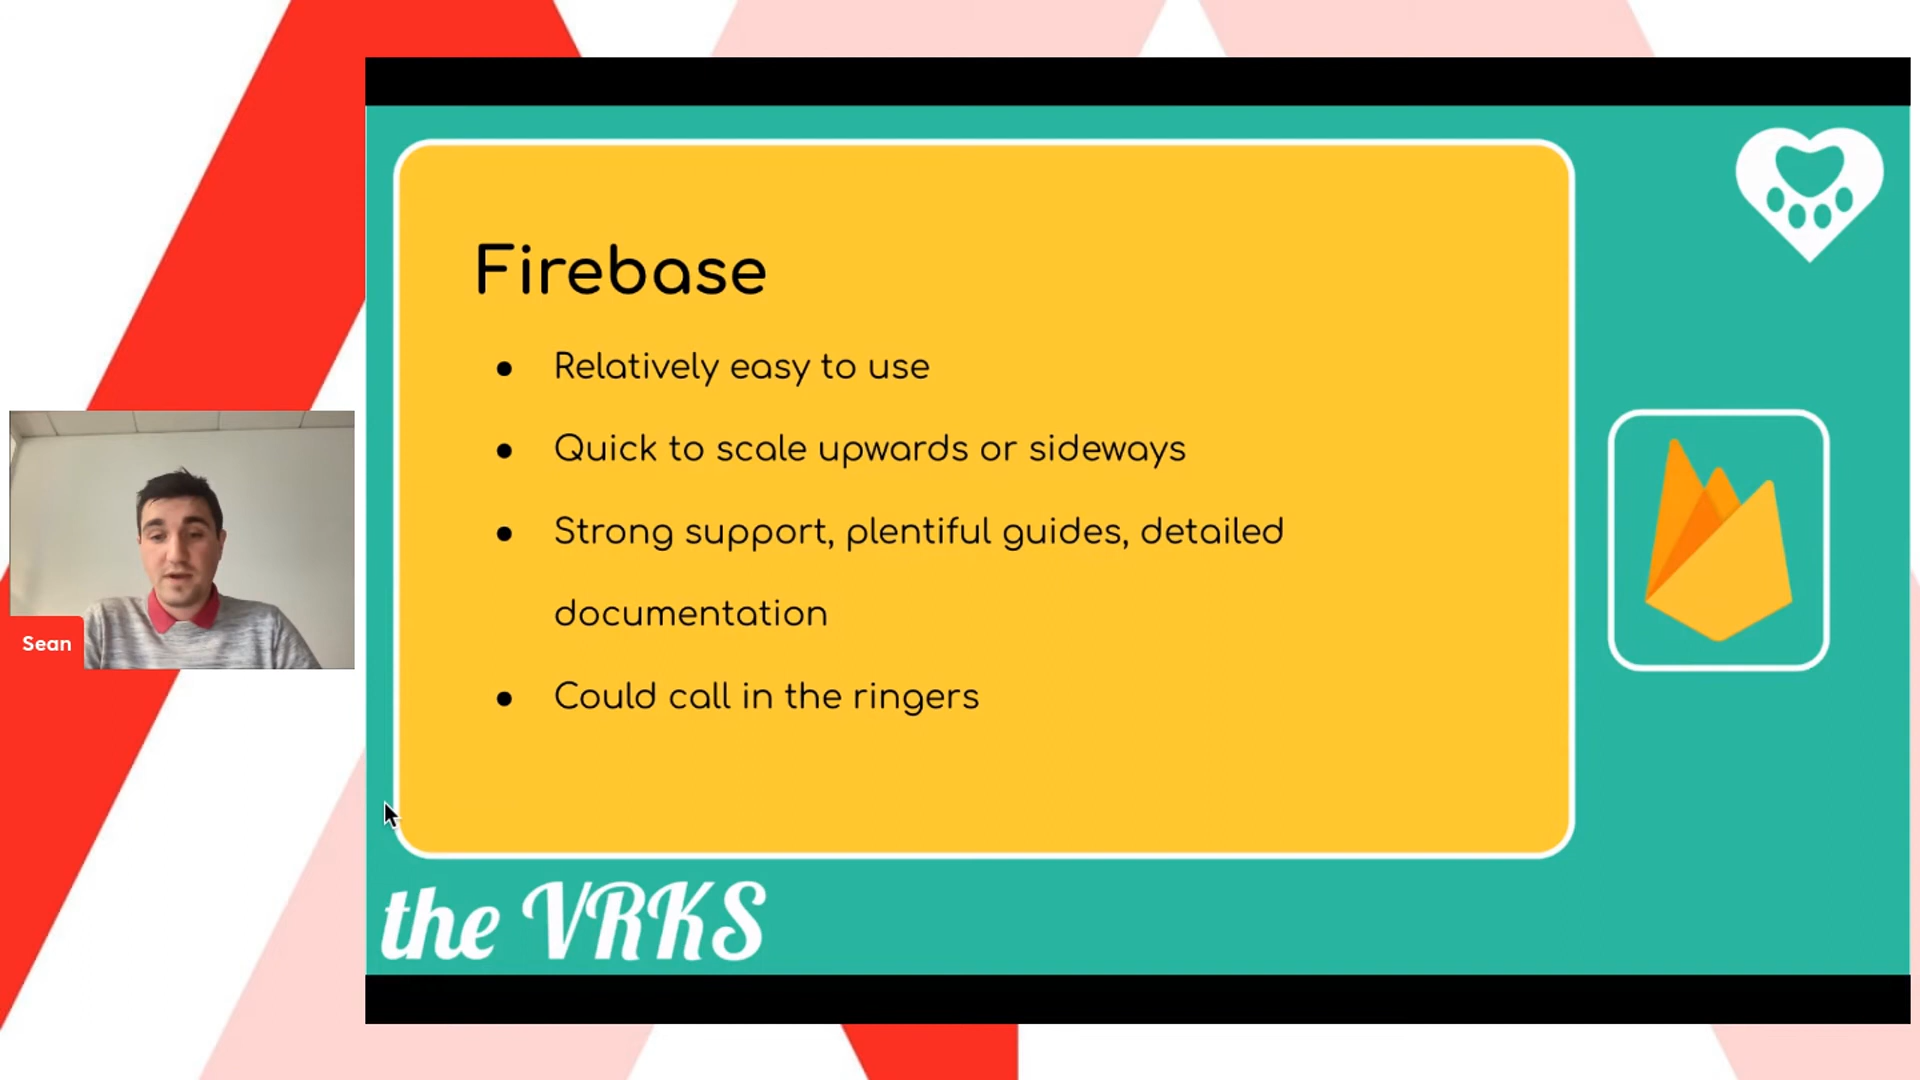 Firebase
● Relatively easy to use
● Quick to scale upwards or sideways
● Strong support, plentiful guides, detailed
documentation
● Could call in the ringers
Sean
the VRKS